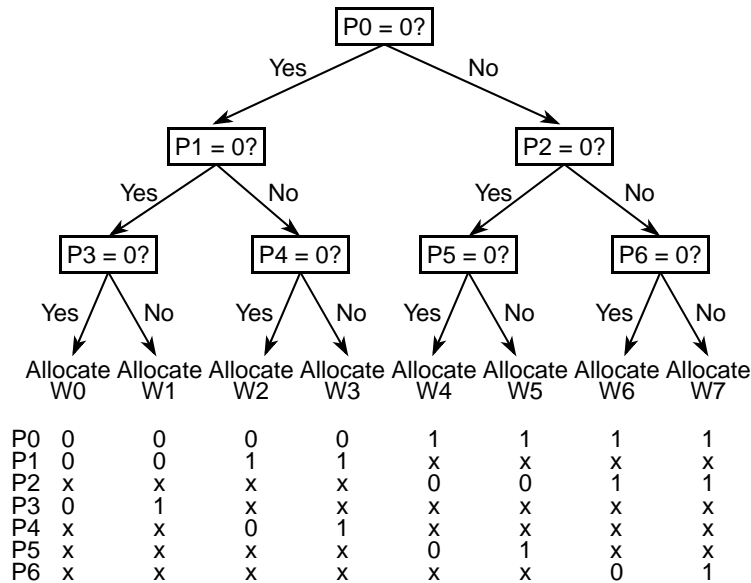 P0 = 0?
Yes No
P1 = 0? P2 = 0?
Yes No Yes No
P3 = 0? P4 = 0? P5 = 0? P6 = 0?
Yes No Yes No Yes No Yes No
Allocate Allocate Allocate Allocate Allocate Allocate Allocate Allocate
W0 W1 W2 W3 W4 W5 W6 W7
P0 0 0 0 0 1 1 1 1
P1 0 0 1 1 x x x x
P2 x x x x 0 0 1 1
P3 0 1 x x x x x x
P4 x x 0 1 x x x x
P5 x x x x 0 1 x x
P6 x x x x x x 0 1